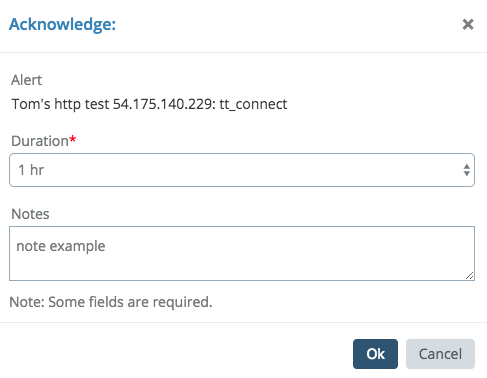 Acknowledge:
Alert
Tom's http test 54.175.140.229: tt_connect
Duration*
1 hr
Notes
note example
Note: Some fields are required.
Ok Cancel